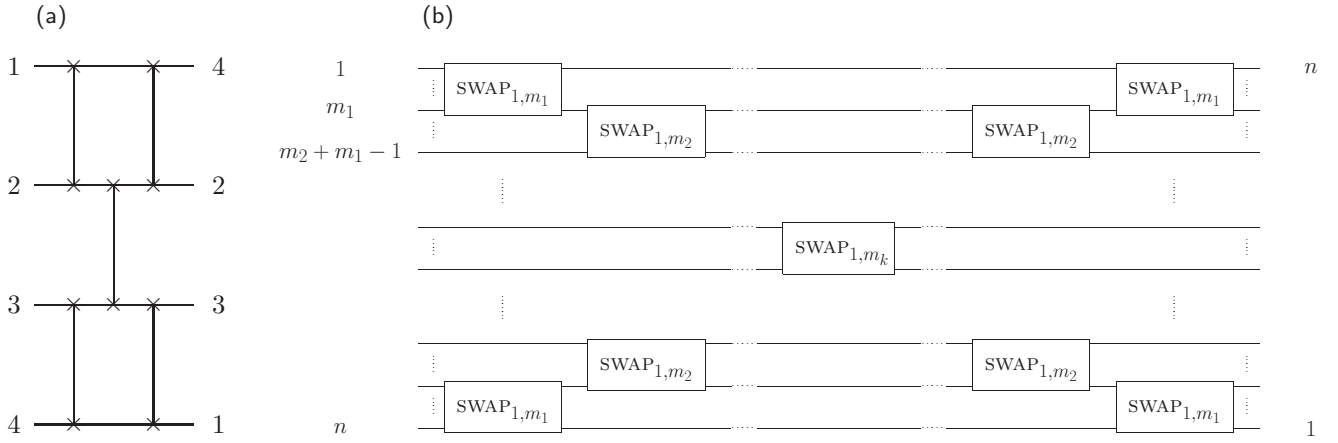 (a)
1 4
2 2
3 3
4 1
(b)
1 n
SWAP₁,ₘ₁ SWAP₁,ₘ₁
m₁
SWAP₁,ₘ₂ SWAP₁,ₘ₂
m₂ + m₁ − 1
SWAP₁,ₘₖ
SWAP₁,ₘ₂ SWAP₁,ₘ₂
SWAP₁,ₘ₁ SWAP₁,ₘ₁
n 1